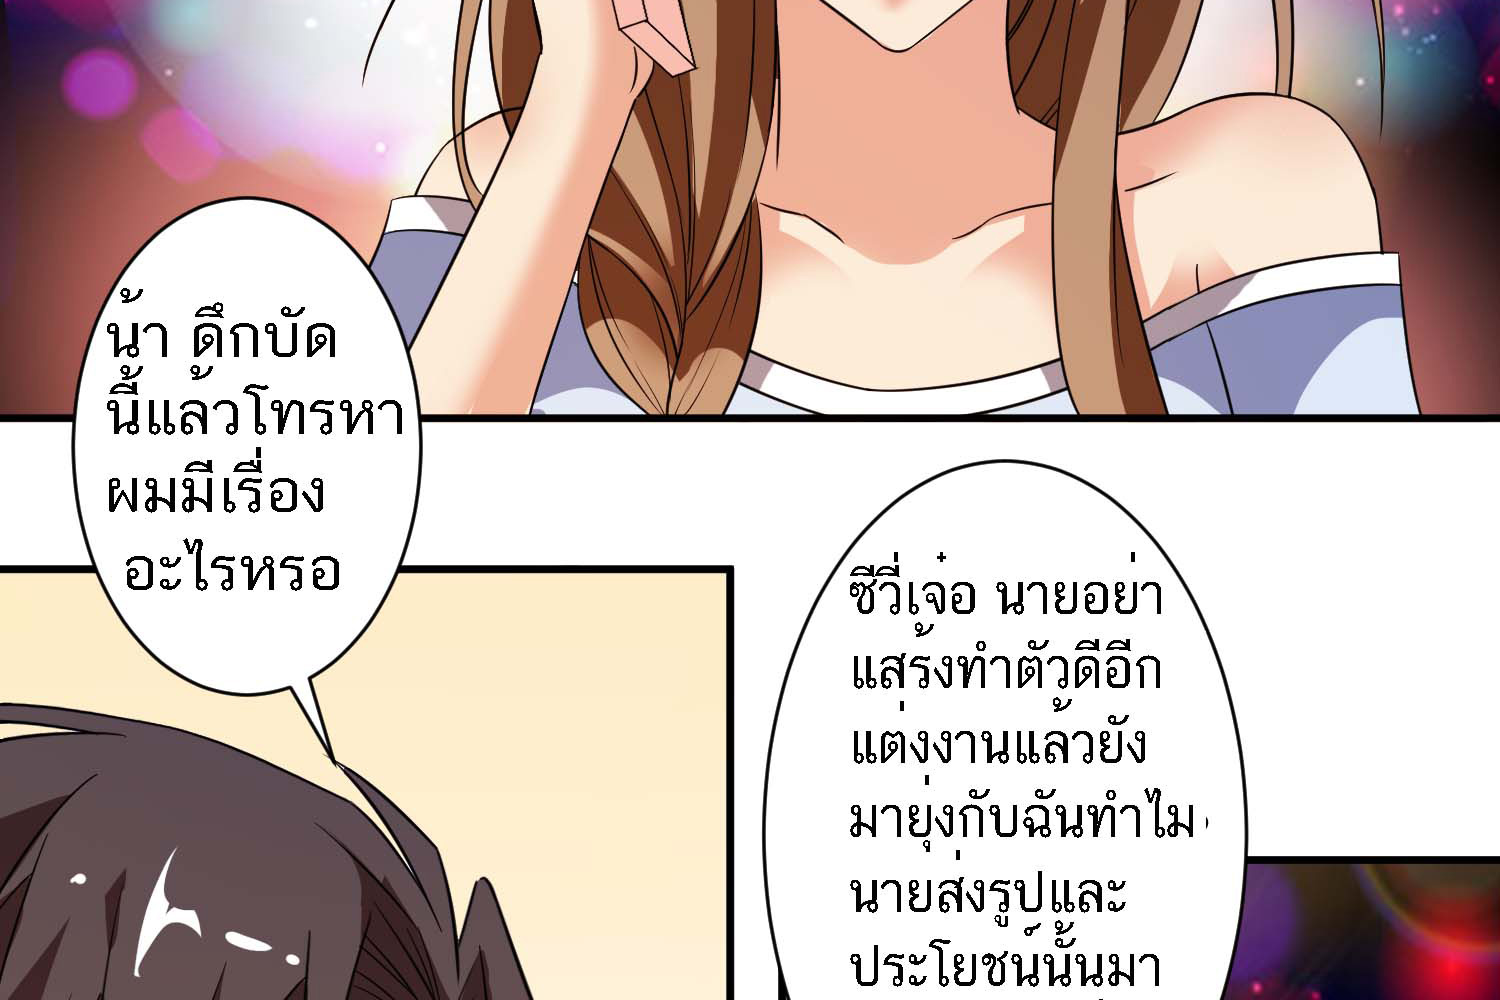 น้า ดึกบัด
นี้แล้วโทรหา
ผมมีเรื่อง
อะไรหรอ
ซีวี่เจ๋อ นายอย่า
แสร้งทำตัวดีอีก
แต่งงานแล้วยัง
มายุ่งกับฉันทำไม
นายส่งรูปและ
ประโยชน์นั้นมา